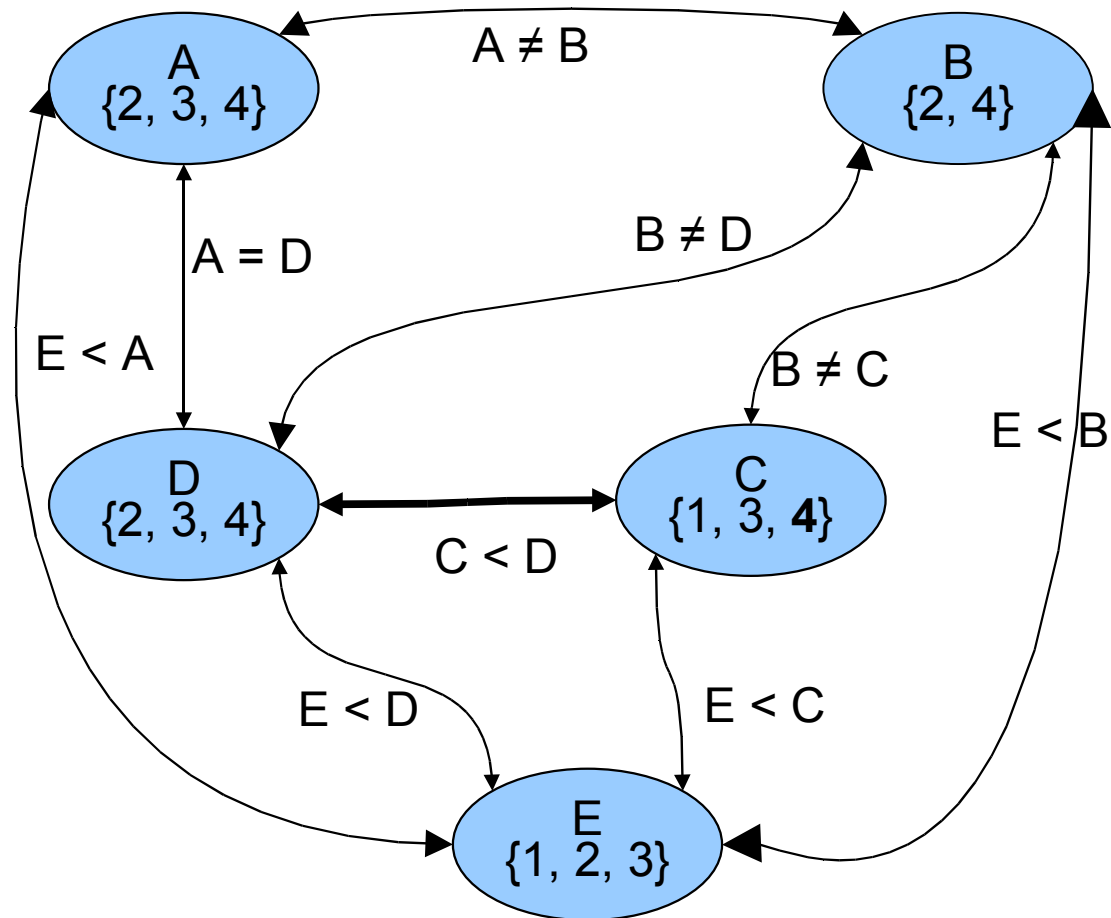 A ≠ B
A
{2, 3, 4}
B
{2, 4}
B ≠ D
A = D
E < A
B ≠ C
E < B
D
{2, 3, 4}
C
{1, 3, 4}
C < D
E < D
E < C
E
{1, 2, 3}